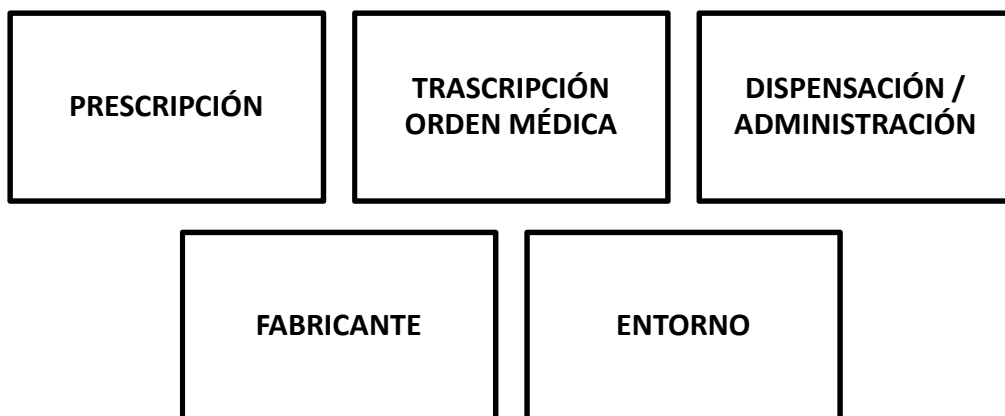 PRESCRIPCIÓN
TRASCRIPCIÓN
ORDEN MÉDICA
DISPENSACIÓN /
ADMINISTRACIÓN
FABRICANTE
ENTORNO